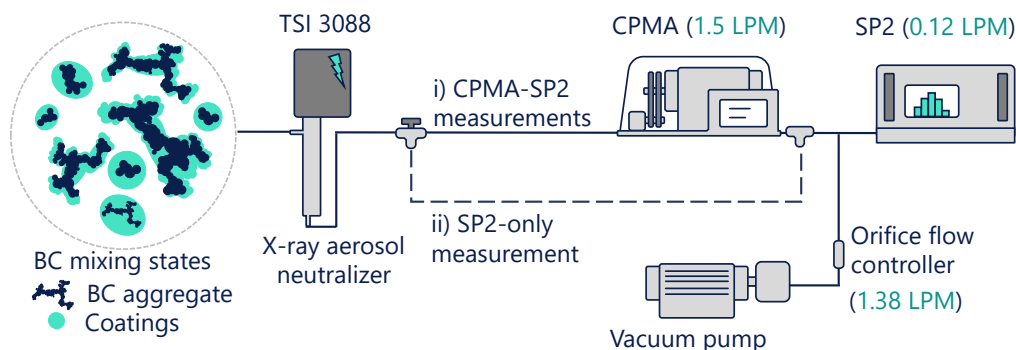 TSI 3088
CPMA (1.5 LPM)
SP2 (0.12 LPM)
i) CPMA-SP2
measurements
ii) SP2-only
measurement
X-ray aerosol
neutralizer
BC mixing states
BC aggregate
Coatings
Orifice flow
controller
(1.38 LPM)
Vacuum pump